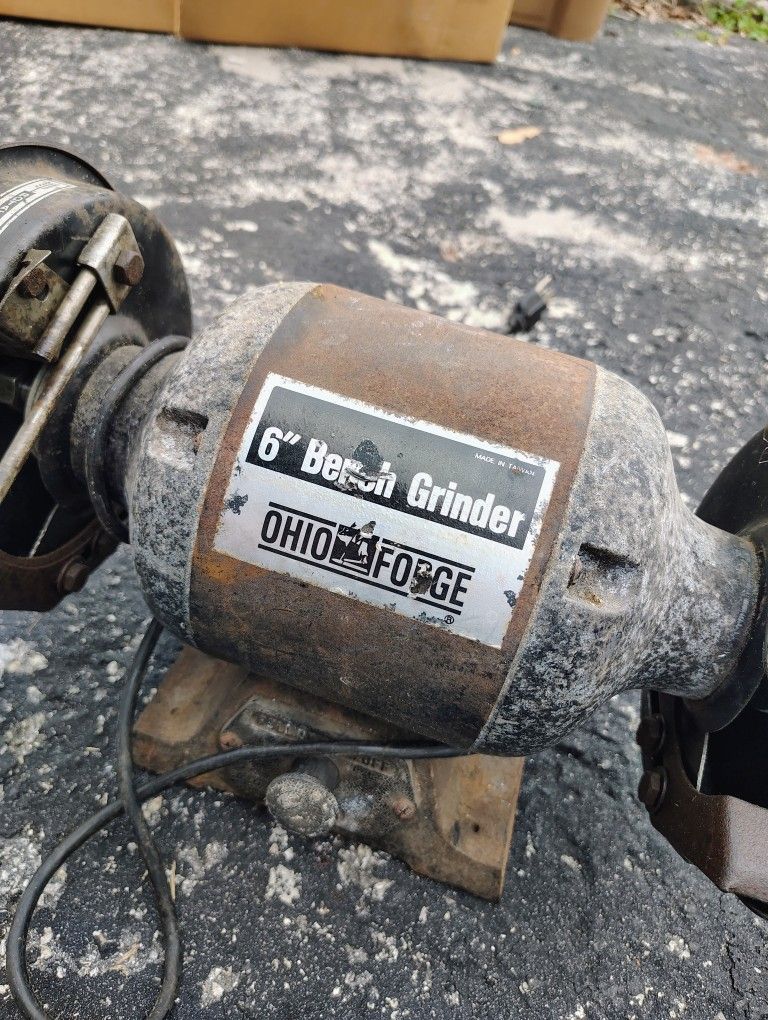 MADE IN TAIWAN
6" Bench Grinder
OHIO FORGE
®
OFF